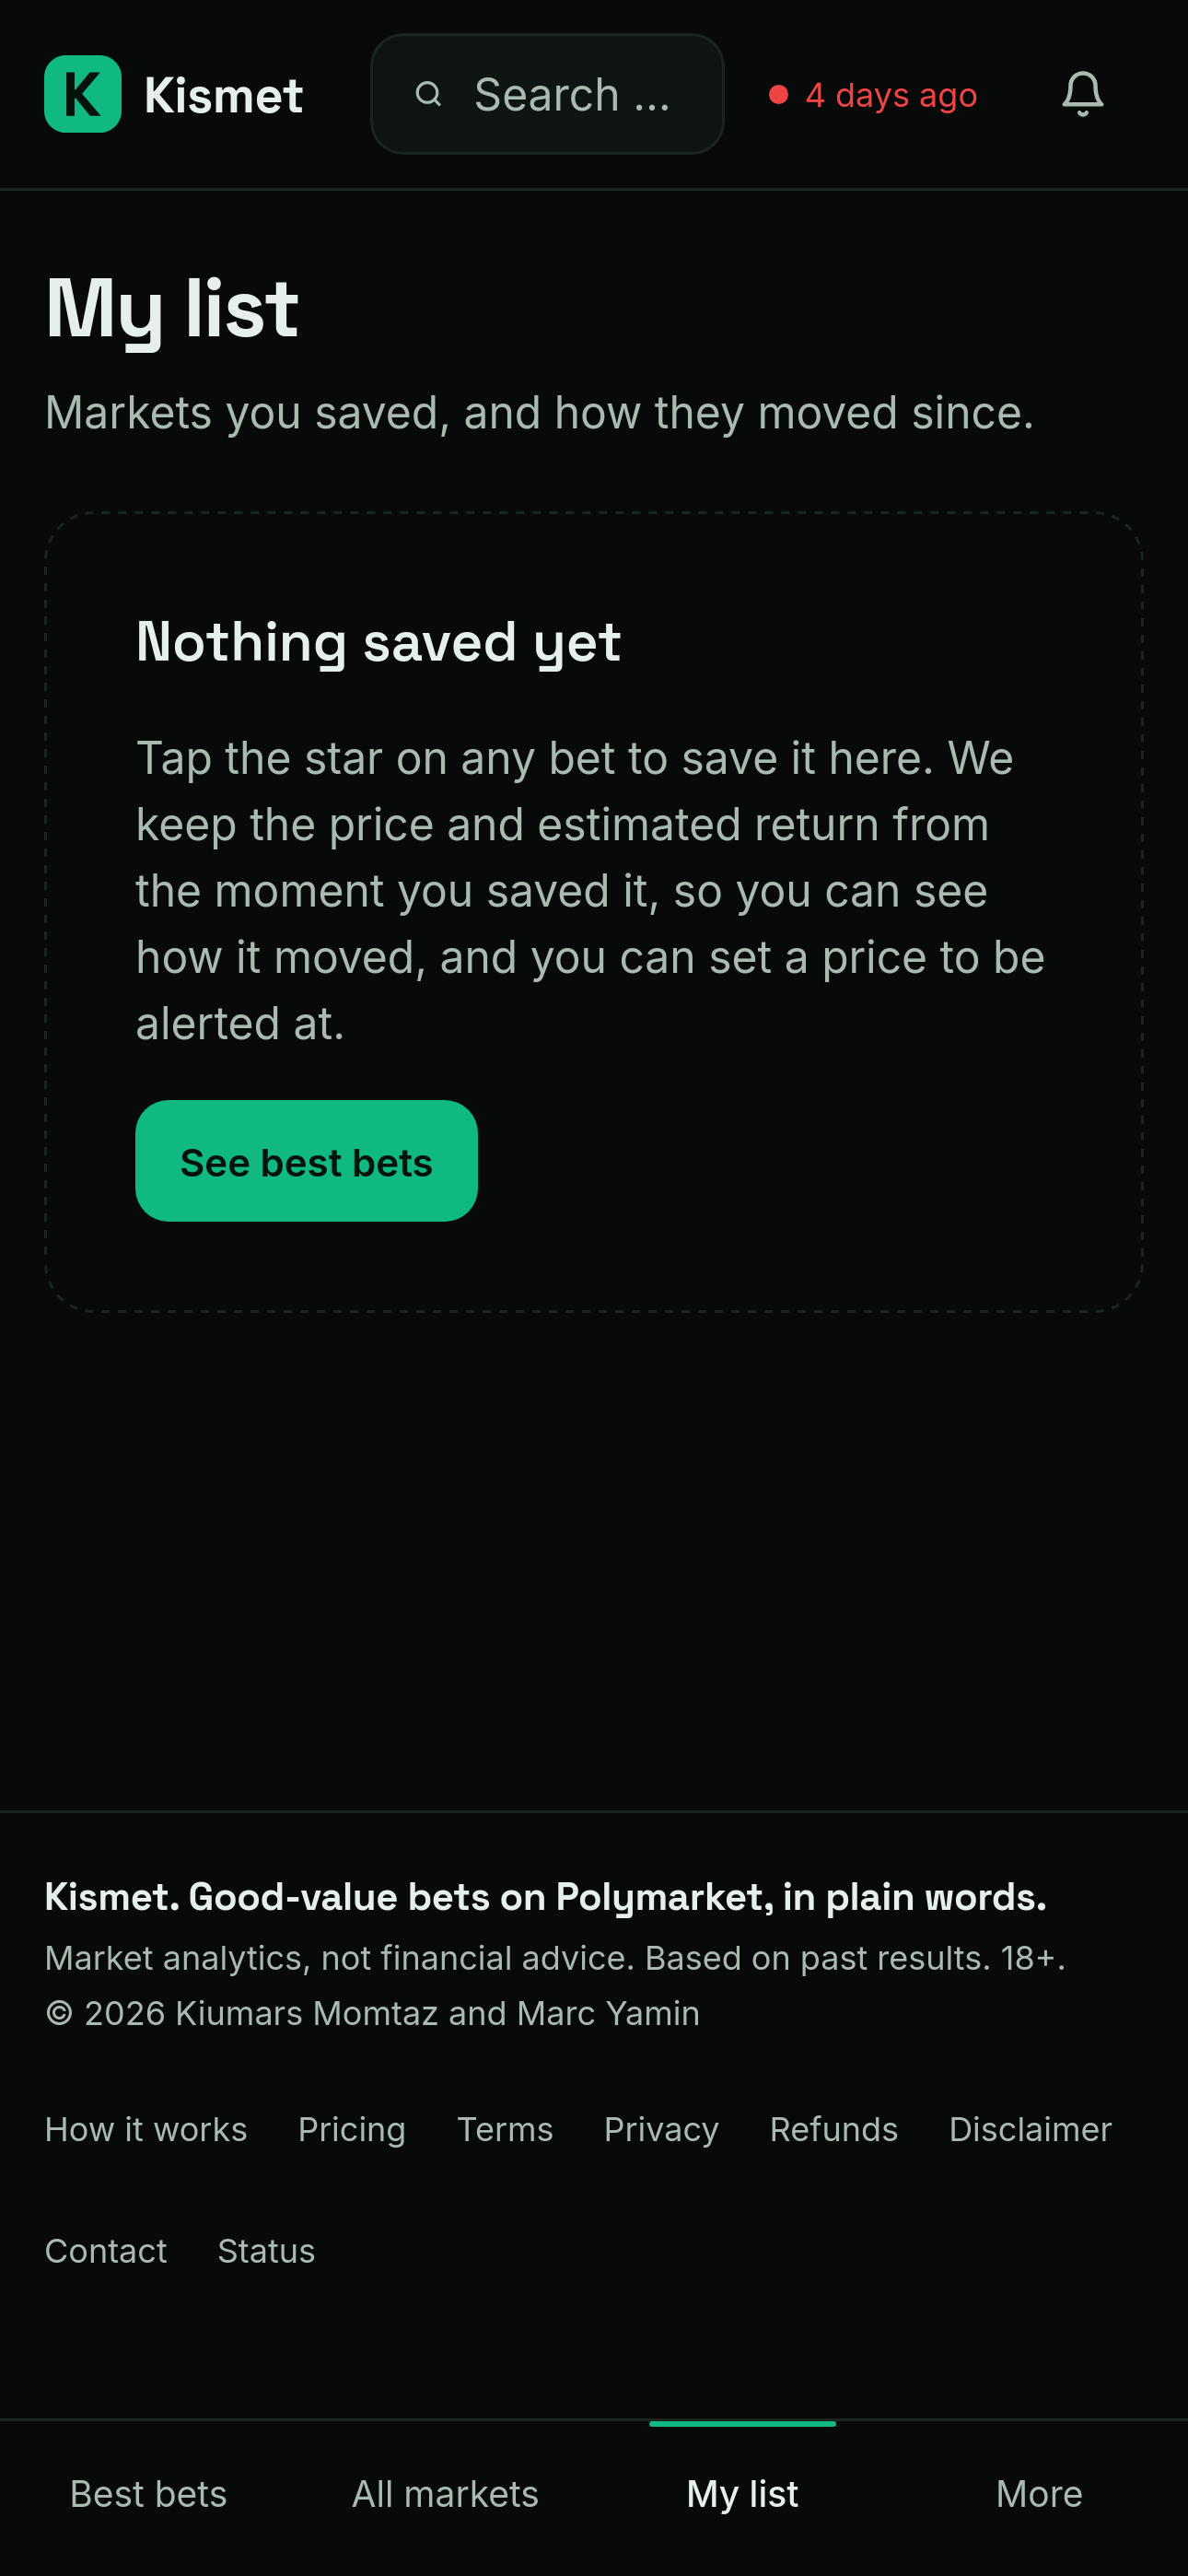 K Kismet
Search ...
4 days ago
My list
Markets you saved, and how they moved since.
Nothing saved yet
Tap the star on any bet to save it here. We
keep the price and estimated return from
the moment you saved it, so you can see
how it moved, and you can set a price to be
alerted at.
See best bets
Kismet. Good-value bets on Polymarket, in plain words.
Market analytics, not financial advice. Based on past results. 18+.
© 2026 Kiumars Momtaz and Marc Yamin
How it works Pricing Terms Privacy Refunds Disclaimer
Contact Status
Best bets All markets My list More